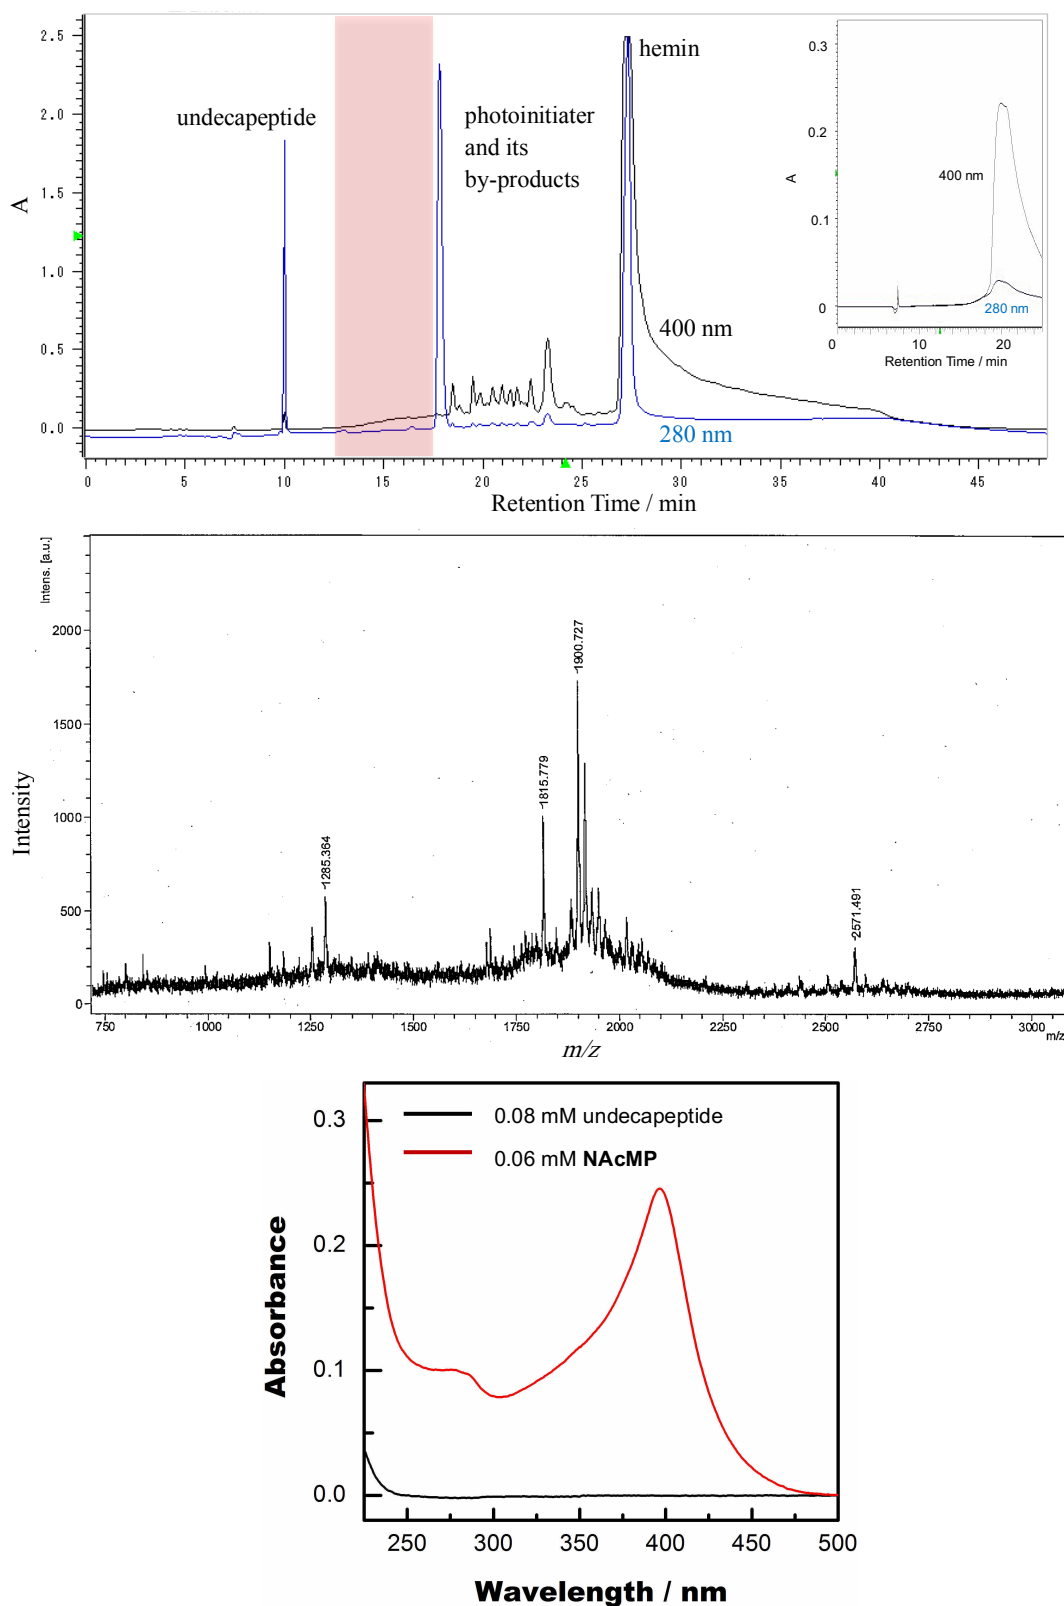 2.5
2.0
1.5
1.0
0.5
0.0
A
undecapeptide
photoinitiater
and its
by-products
hemin
400 nm
280 nm
0 5 10 15 20 25 30 35 40 45
Retention Time / min
0.3
0.2
0.1
0
A
400 nm
280 nm
0 10 20
Retention Time / min
Intens. [a.u.]
Intensity
2000
1500
1000
500
0
1285.364
1815.779
1900.727
2571.491
750 1000 1250 1500 1750 2000 2250 2500 2750 3000
m/z
m/z
0.08 mM undecapeptide
0.06 mM NAcMP
0.3
0.2
0.1
0.0
Absorbance
250 300 350 400 450 500
Wavelength / nm